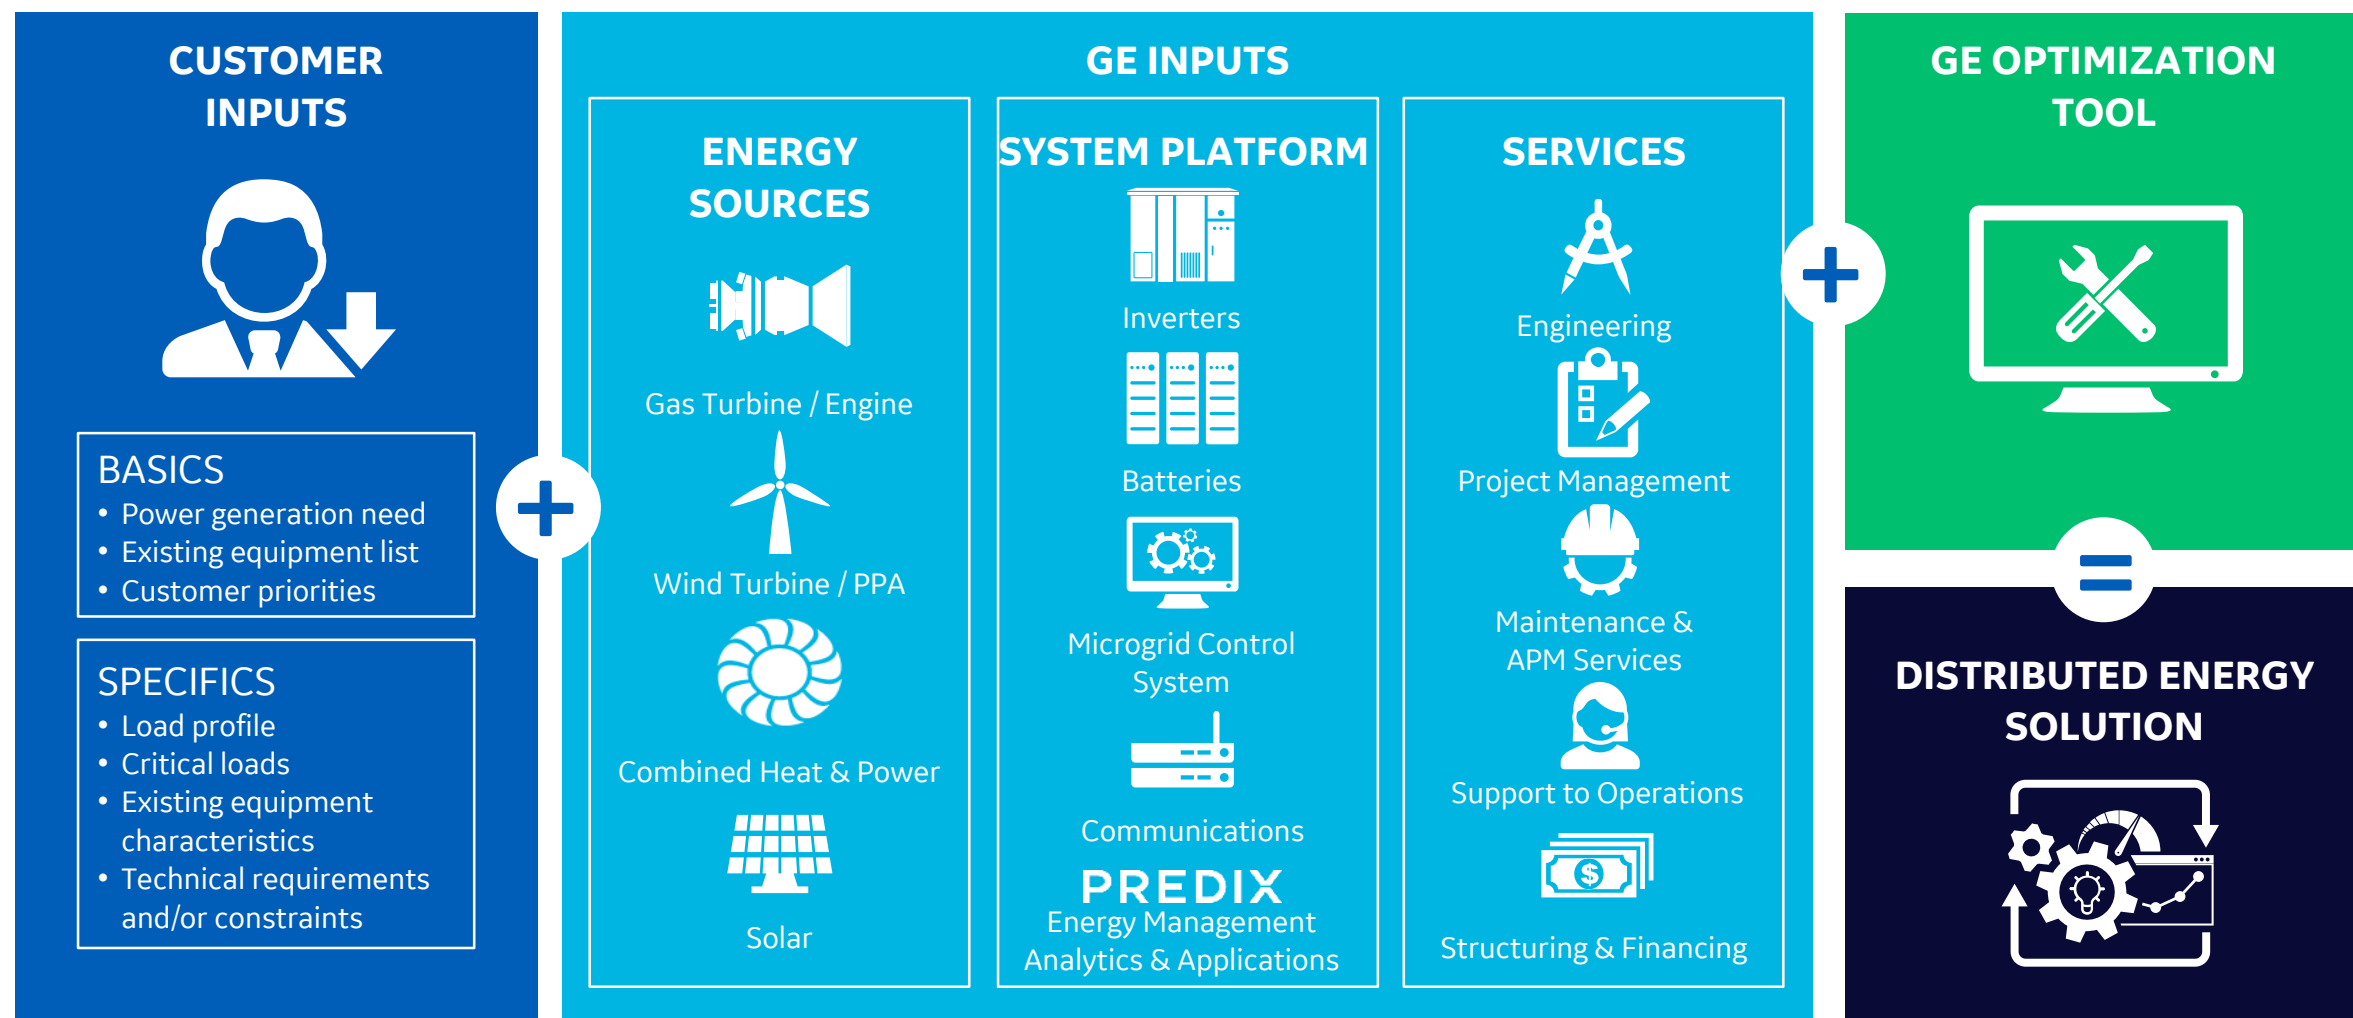 CUSTOMER
INPUTS
BASICS
• Power generation need
• Existing equipment list
• Customer priorities
SPECIFICS
• Load profile
• Critical loads
• Existing equipment
characteristics
• Technical requirements
and/or constraints
+
GE INPUTS
ENERGY
SOURCES
Gas Turbine / Engine
Wind Turbine / PPA
Combined Heat & Power
Solar
SYSTEM PLATFORM
Inverters
Batteries
Microgrid Control
System
Communications
PREDIX
Energy Management
Analytics & Applications
SERVICES
Engineering
Project Management
Maintenance &
APM Services
Support to Operations
$
Structuring & Financing
+
GE OPTIMIZATION
TOOL
=
DISTRIBUTED ENERGY
SOLUTION